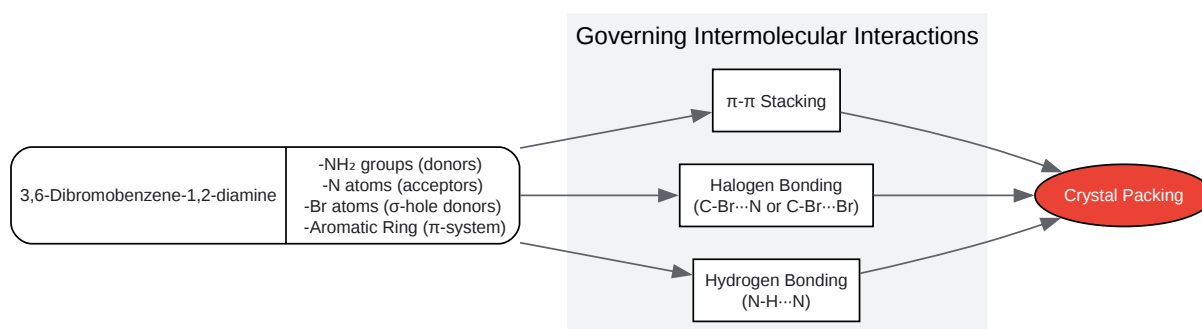 Governing Intermolecular Interactions
3,6-Dibromobenzene-1,2-diamine
-NH₂ groups (donors)
-N atoms (acceptors)
-Br atoms (σ-hole donors)
-Aromatic Ring (π-system)
π-π Stacking
Halogen Bonding
(C-Br···N or C-Br···Br)
Hydrogen Bonding
(N-H···N)
Crystal Packing